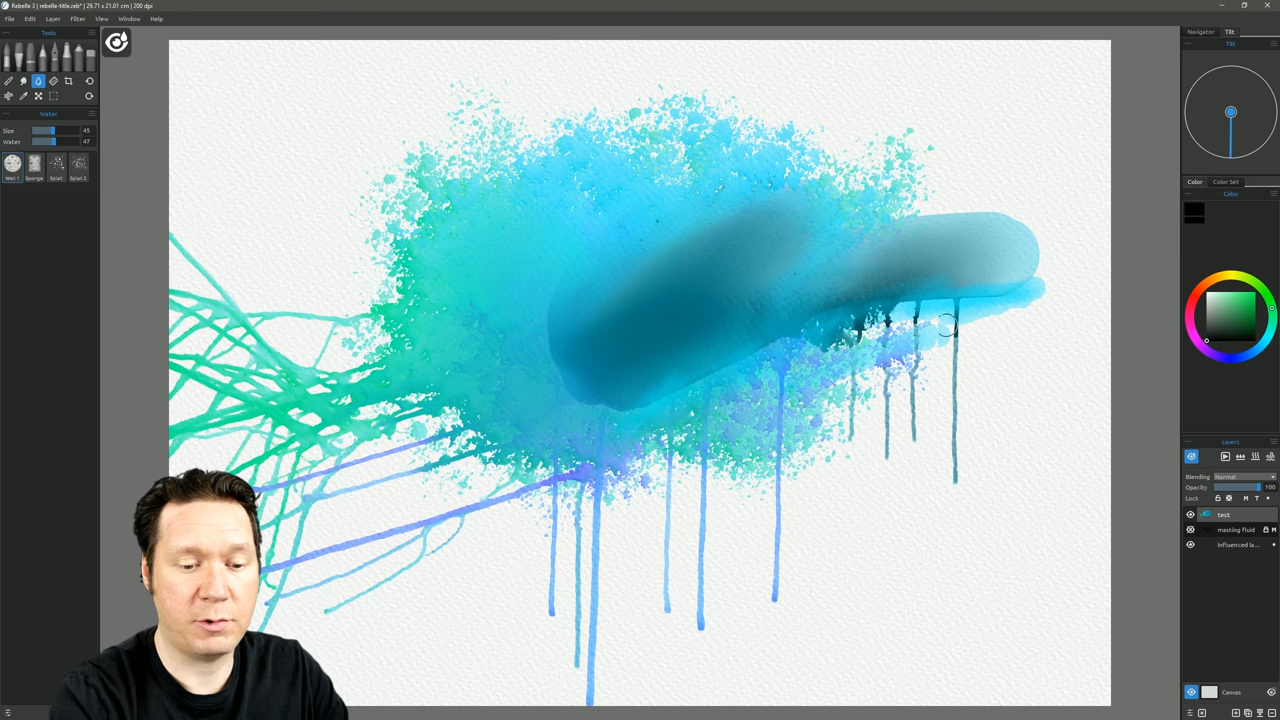 Rebelle 3 | rebelle-title.reb* | 29.71 x 21.01 cm | 200 dpi
File Edit Layer Filter View Window Help
Tools
Water
Size 45
Water 47
Wet 1 Sponge Splat. Splat 2
Navigator Tilt
Tilt
Color Color Set
Color
Layers
Blending Normal
Opacity 100
Lock M T
test
masking fluid M
influenced la...
Canvas